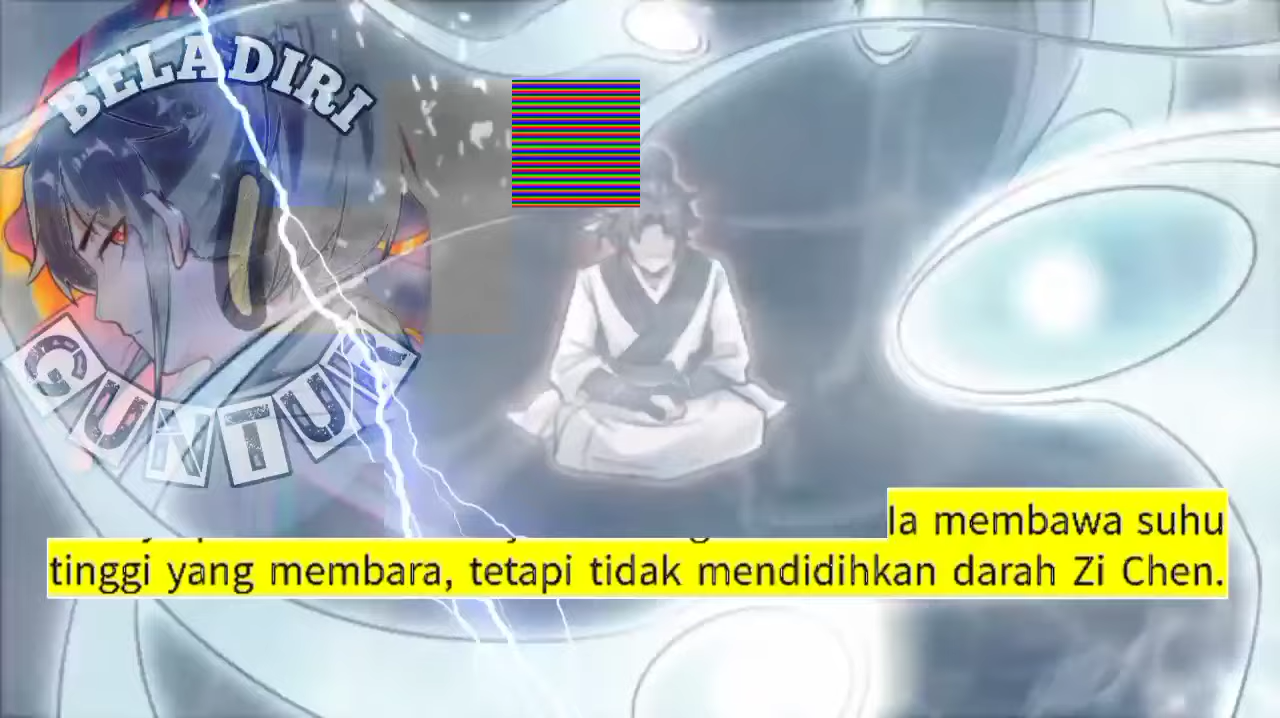 BELADIRI
GUNTUR
Ia membawa suhu
tinggi yang membara, tetapi tidak mendidihkan darah Zi Chen.